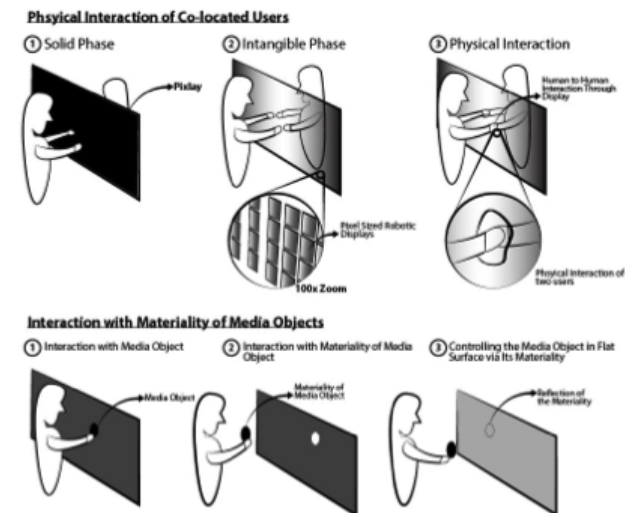 Phsyical Interaction of Co-located Users
1 Solid Phase
2 Intangible Phase
3 Physical Interaction
Pixlay
Human to Human
Interaction Through
Display
Pixel Sized Robotic
Displays
100x Zoom
Phsyical Interaction of
two users
Interaction with Materiality of Media Objects
1 Interaction with Media Object
2 Interaction with Materiality of Media
Object
3 Controlling the Media Object in Flat
Surface via Its Materiality
Media Object
Materiality of
Media Object
Reflection of
the Materiality